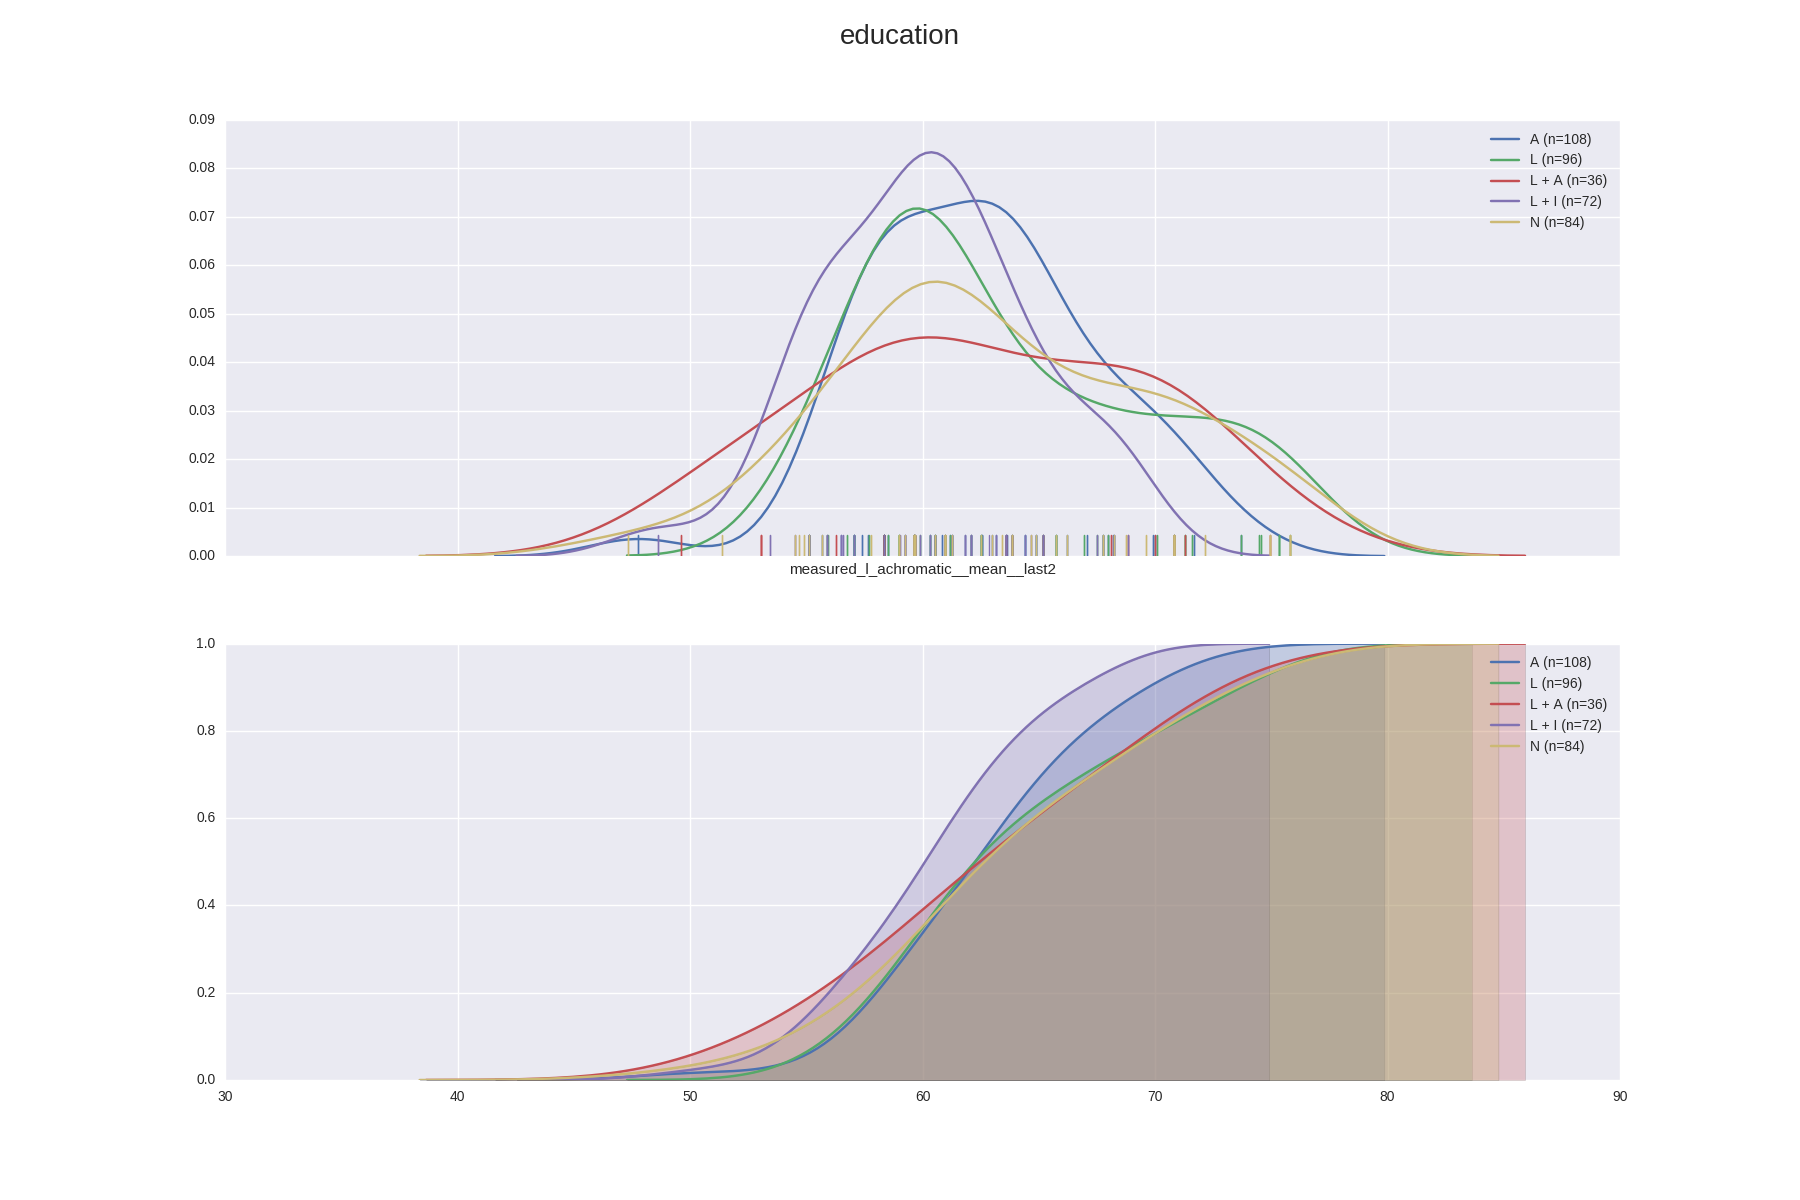 education
0.09
0.08
0.07
0.06
0.05
0.04
0.03
0.02
0.01
0.00
A (n=108)
L (n=96)
L + A (n=36)
L + I (n=72)
N (n=84)
measured_l_achromatic__mean__last2
1.0
0.8
0.6
0.4
0.2
0.0
A (n=108)
L (n=96)
L + A (n=36)
L + I (n=72)
N (n=84)
30 40 50 60 70 80 90